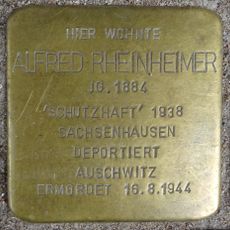 HIER WOHNTE
ALFRED RHEINHEIMER
JG. 1884
'SCHUTZHAFT' 1938
SACHSENHAUSEN
DEPORTIERT
AUSCHWITZ
ERMORDET 16.8.1944